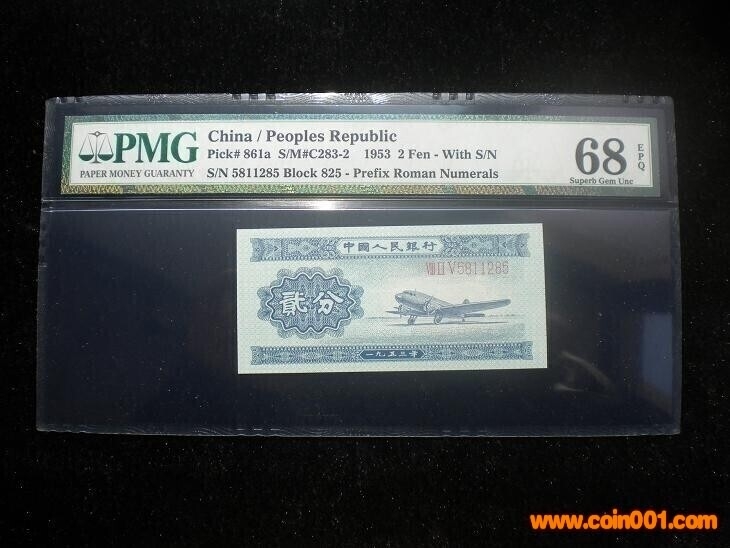 PMG
PAPER MONEY GUARANTY
China / Peoples Republic
Pick# 861a S/M#C283-2 1953 2 Fen - With S/N
S/N 5811285 Block 825 - Prefix Roman Numerals
68
EPQ
Superb Gem Unc
中國人民銀行
VIII II V 5811285
貳分
一九五三年
www.coin001.com